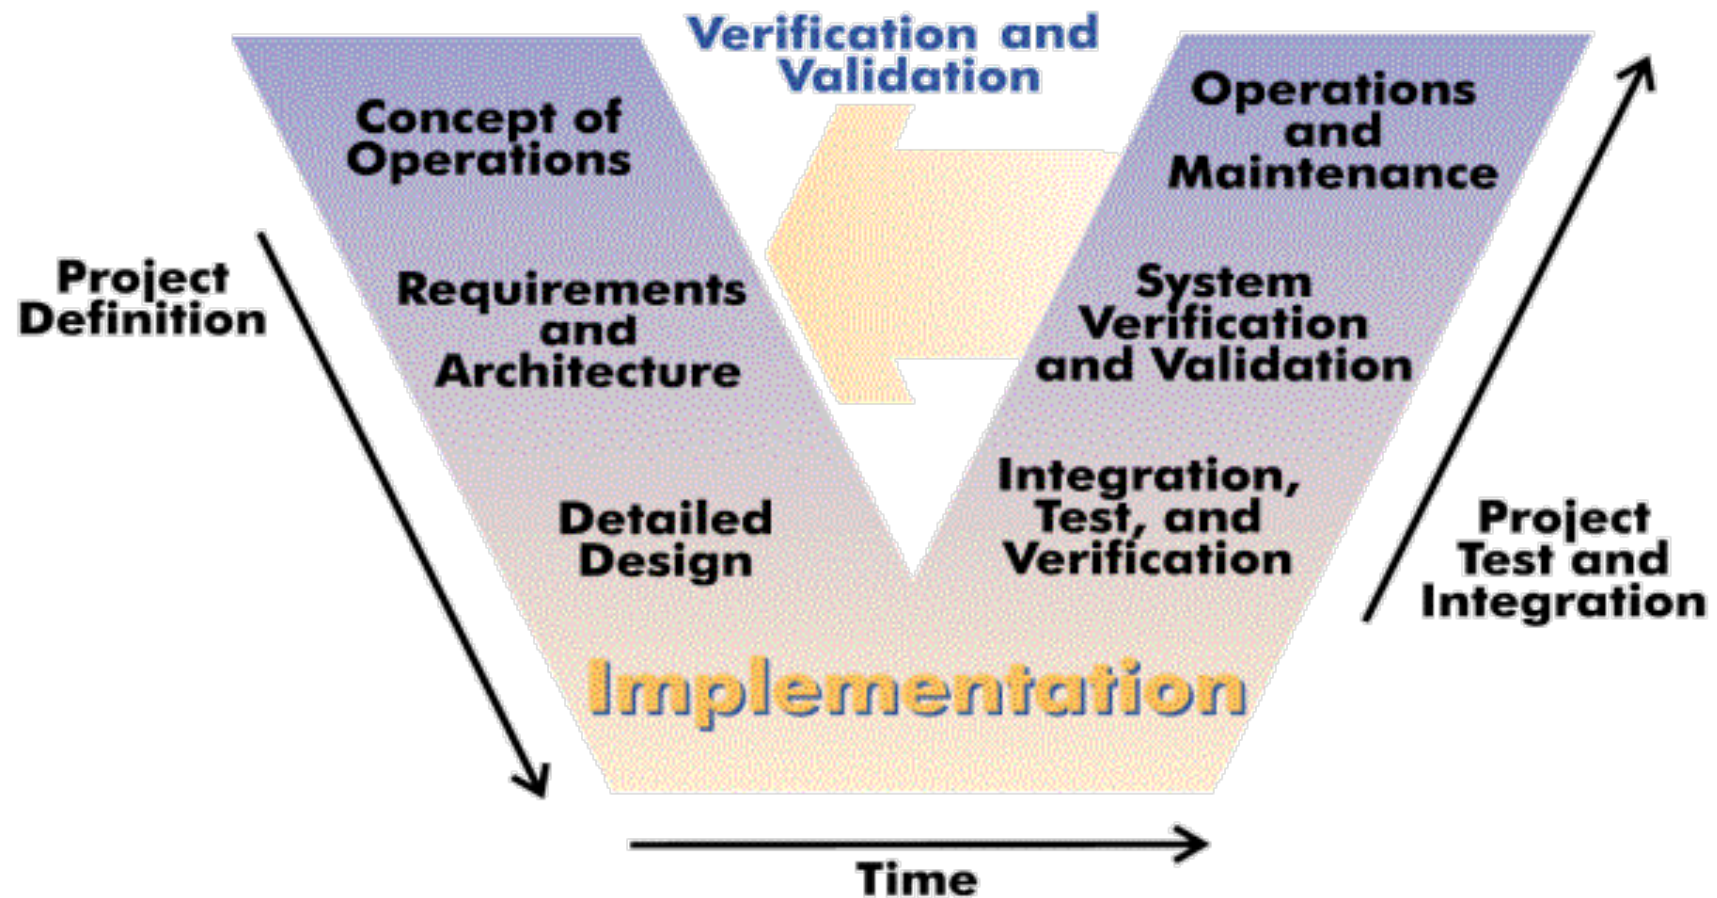 Verification and
Validation
Concept of
Operations
Operations
and
Maintenance
Project
Definition
Requirements
and
Architecture
System
Verification
and Validation
Detailed
Design
Integration,
Test, and
Verification
Project
Test and
Integration
Implementation
Time